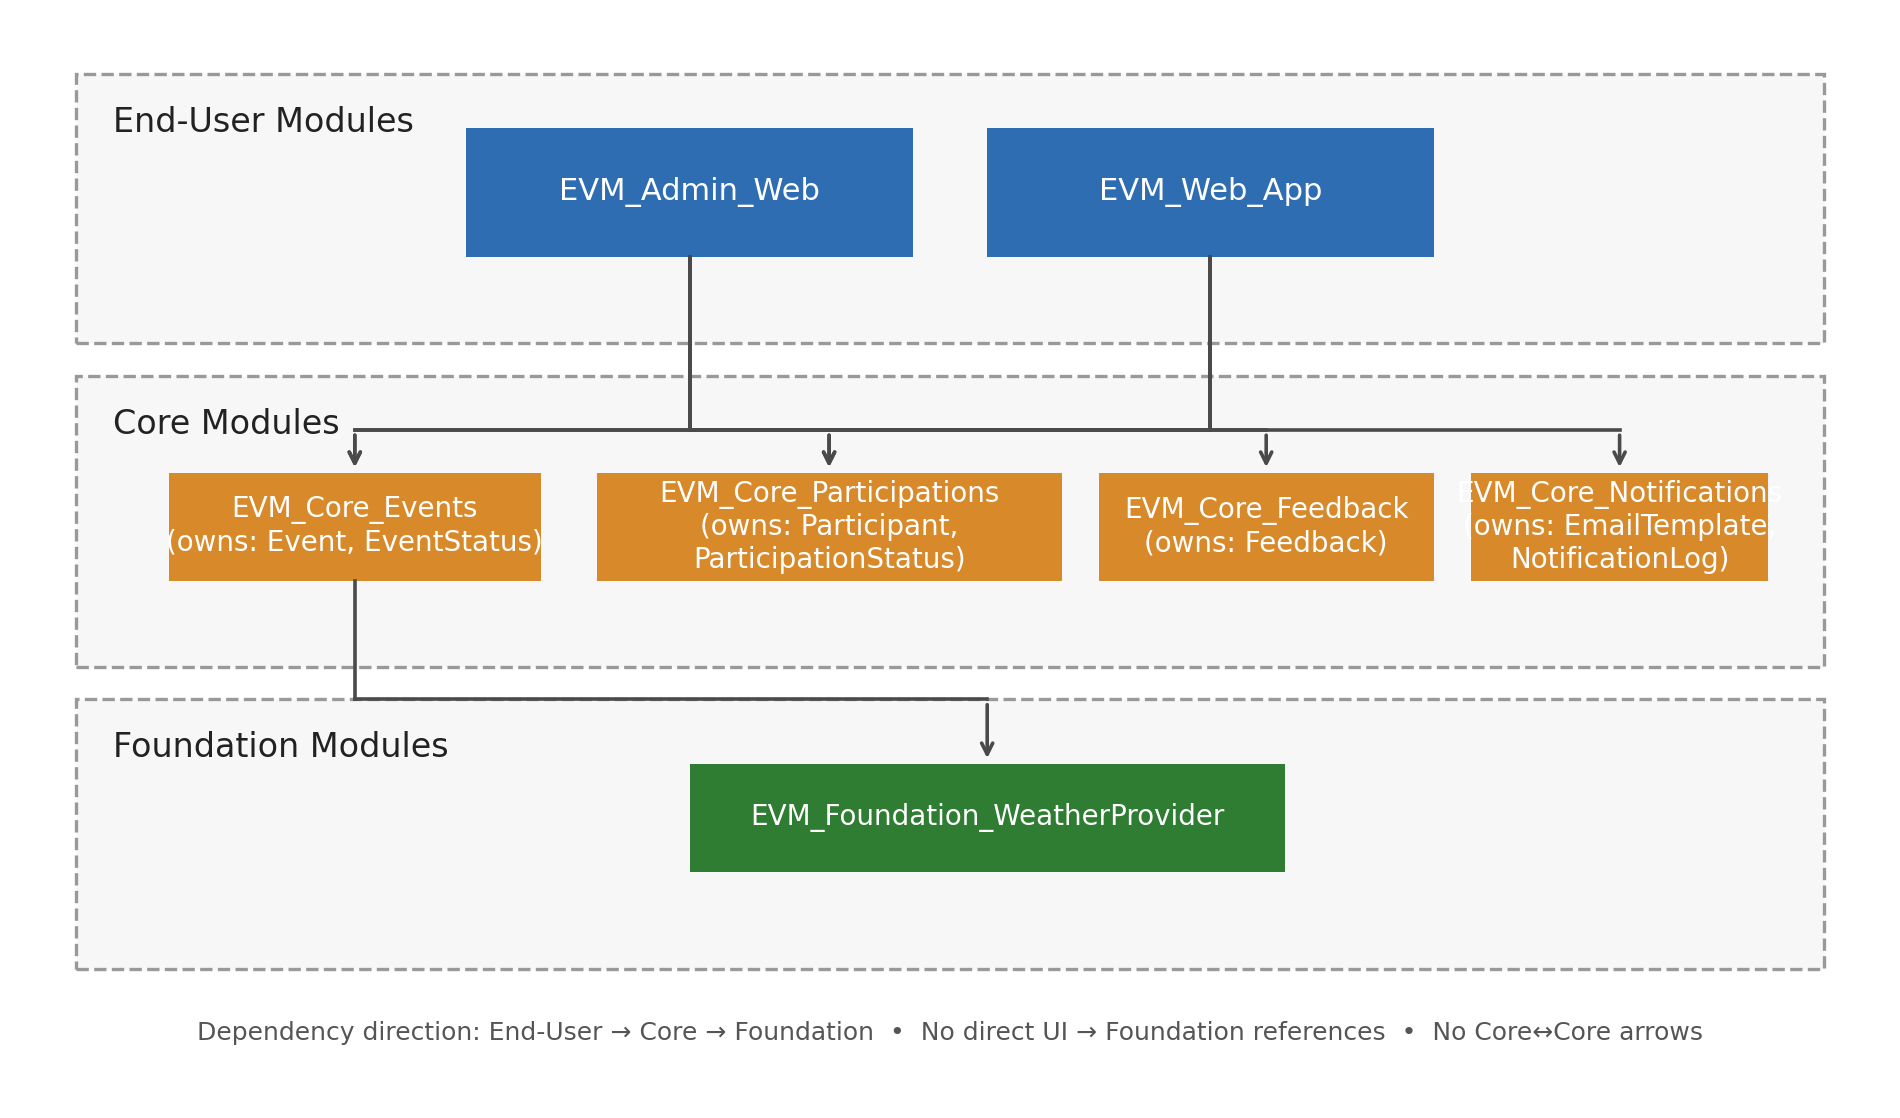 End-User Modules
EVM_Admin_Web
EVM_Web_App
Core Modules
EVM_Core_Events
(owns: Event, EventStatus)
EVM_Core_Participations
(owns: Participant,
ParticipationStatus)
EVM_Core_Feedback
(owns: Feedback)
EVM_Core_Notifications
(owns: EmailTemplate,
NotificationLog)
Foundation Modules
EVM_Foundation_WeatherProvider
Dependency direction: End-User → Core → Foundation • No direct UI → Foundation references • No Core↔Core arrows